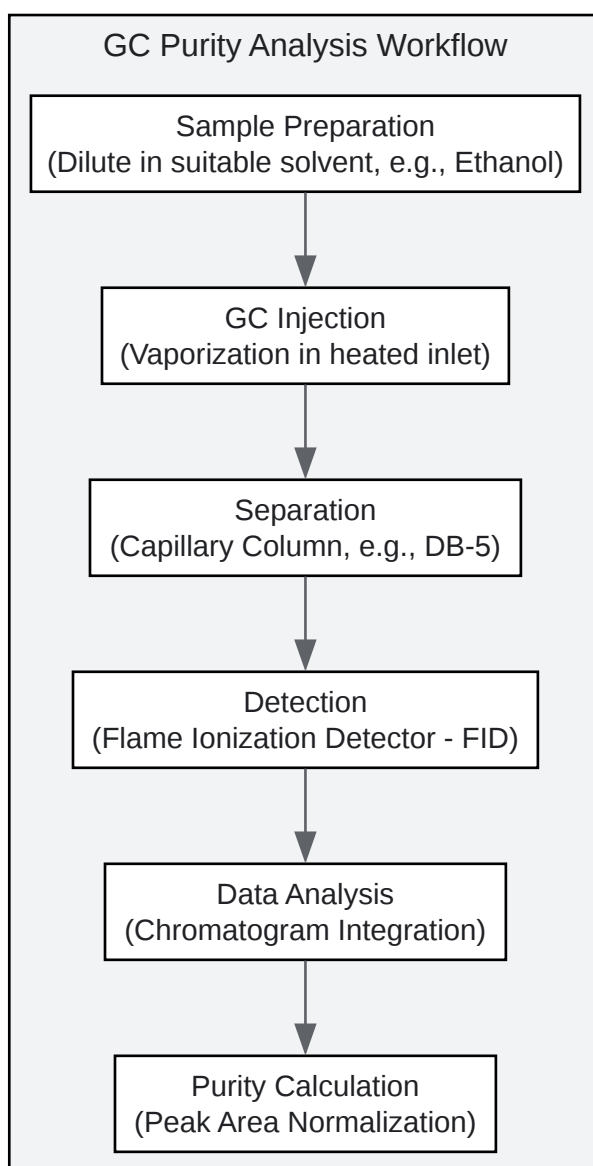 GC Purity Analysis Workflow
Sample Preparation
(Dilute in suitable solvent, e.g., Ethanol)
GC Injection
(Vaporization in heated inlet)
Separation
(Capillary Column, e.g., DB-5)
Detection
(Flame Ionization Detector - FID)
Data Analysis
(Chromatogram Integration)
Purity Calculation
(Peak Area Normalization)